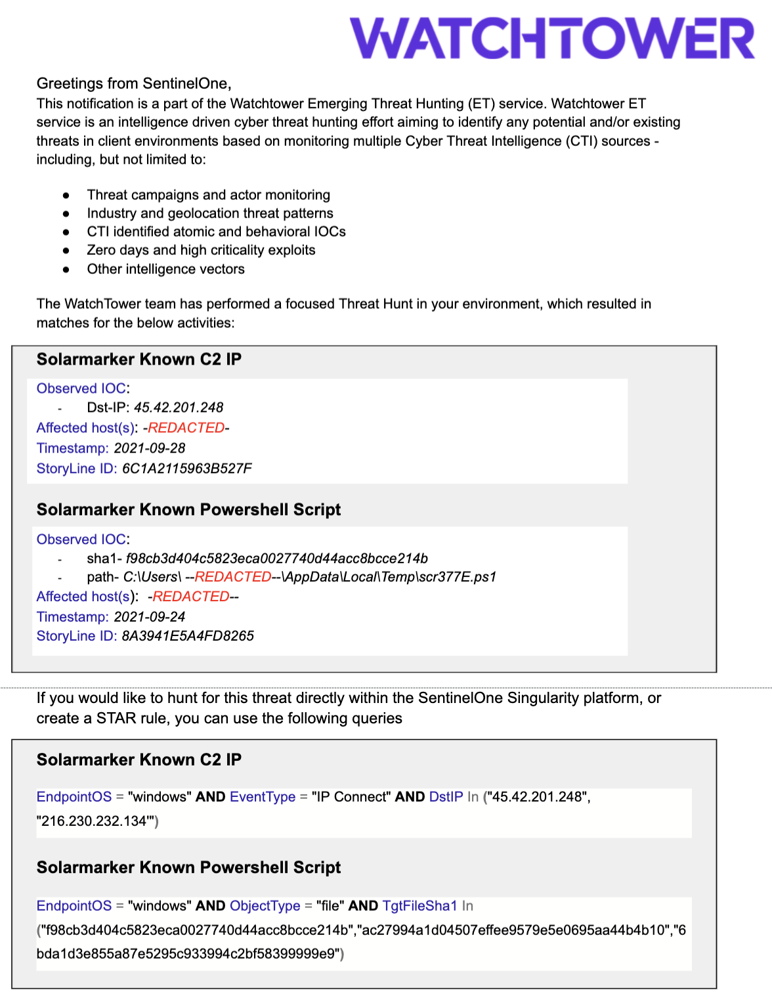 WATCHTOWER
Greetings from SentinelOne,
This notification is a part of the Watchtower Emerging Threat Hunting (ET) service. Watchtower ET
service is an intelligence driven cyber threat hunting effort aiming to identify any potential and/or existing
threats in client environments based on monitoring multiple Cyber Threat Intelligence (CTI) sources -
including, but not limited to:
● Threat campaigns and actor monitoring
● Industry and geolocation threat patterns
● CTI identified atomic and behavioral IOCs
● Zero days and high criticality exploits
● Other intelligence vectors
The WatchTower team has performed a focused Threat Hunt in your environment, which resulted in
matches for the below activities:
Solarmarker Known C2 IP
Observed IOC:
- Dst-IP: 45.42.201.248
Affected host(s): -REDACTED-
Timestamp: 2021-09-28
StoryLine ID: 6C1A2115963B527F
Solarmarker Known Powershell Script
Observed IOC:
- sha1- f98cb3d404c5823eca0027740d44acc8bcce214b
- path- C:\Users\ --REDACTED--\AppData\Local\Temp\scr377E.ps1
Affected host(s): -REDACTED--
Timestamp: 2021-09-24
StoryLine ID: 8A3941E5A4FD8265
If you would like to hunt for this threat directly within the SentinelOne Singularity platform, or
create a STAR rule, you can use the following queries
Solarmarker Known C2 IP
EndpointOS = "windows" AND EventType = "IP Connect" AND DstIP In ("45.42.201.248",
"216.230.232.134'")
Solarmarker Known Powershell Script
EndpointOS = "windows" AND ObjectType = "file" AND TgtFileSha1 In
("f98cb3d404c5823eca0027740d44acc8bcce214b","ac27994a1d04507effee9579e5e0695aa44b4b10","6
bda1d3e855a87e5295c933994c2bf58399999e9")